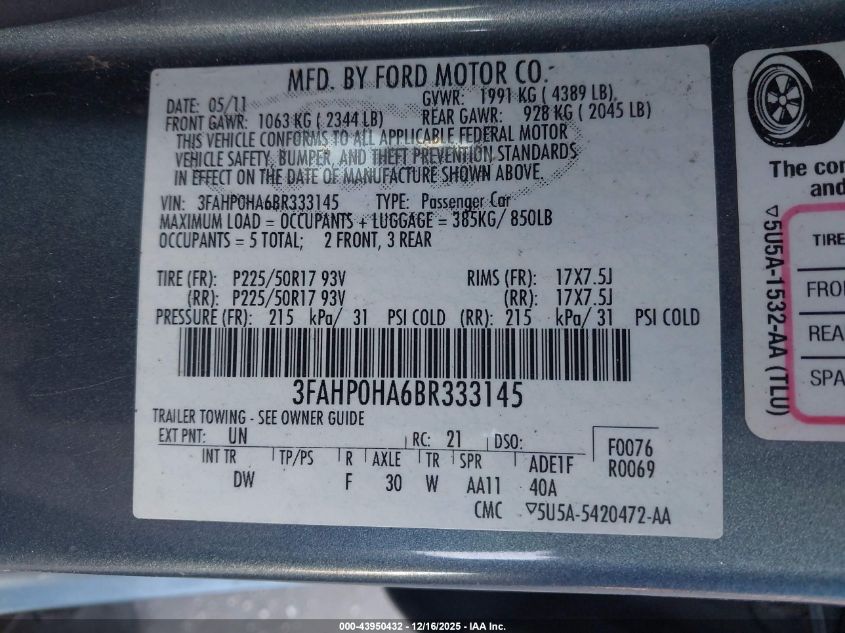 MFD. BY FORD MOTOR CO.-
DATE: 05/11 GVWR: 1991 KG ( 4389 LB)
FRONT GAWR: 1063 KG ( 2344 LB) REAR GAWR: 928 KG ( 2045 LB)
THIS VEHICLE CONFORMS TO ALL APPLICABLE FEDERAL MOTOR
VEHICLE SAFETY, BUMPER, AND THEFT PREVENTION STANDARDS
IN EFFECT ON THE DATE OF MANUFACTURE SHOWN ABOVE.
VIN: 3FAHP0HA6BR333145 TYPE: Passenger Car
MAXIMUM LOAD = OCCUPANTS + LUGGAGE = 385KG/ 850LB
OCCUPANTS = 5 TOTAL; 2 FRONT, 3 REAR
TIRE (FR): P225/50R17 93V RIMS (FR): 17X7.5J
(RR): P225/50R17 93V (RR): 17X7.5J
PRESSURE (FR): 215 kPa/ 31 PSI COLD (RR): 215 kPa/ 31 PSI COLD
3FAHP0HA6BR333145
TRAILER TOWING - SEE OWNER GUIDE
EXT PNT: UN RC: 21 DSO: F0076
R0069
INT TR TP/PS R AXLE TR SPR ADE1F
DW F 30 W AA11 40A
CMC ▽5U5A-5420472-AA
The con
and
▽5U5A-1532-AA (TLU)
TIRE
FRO
REA
SPA
000-43950432 - 12/16/2025 - IAA Inc.